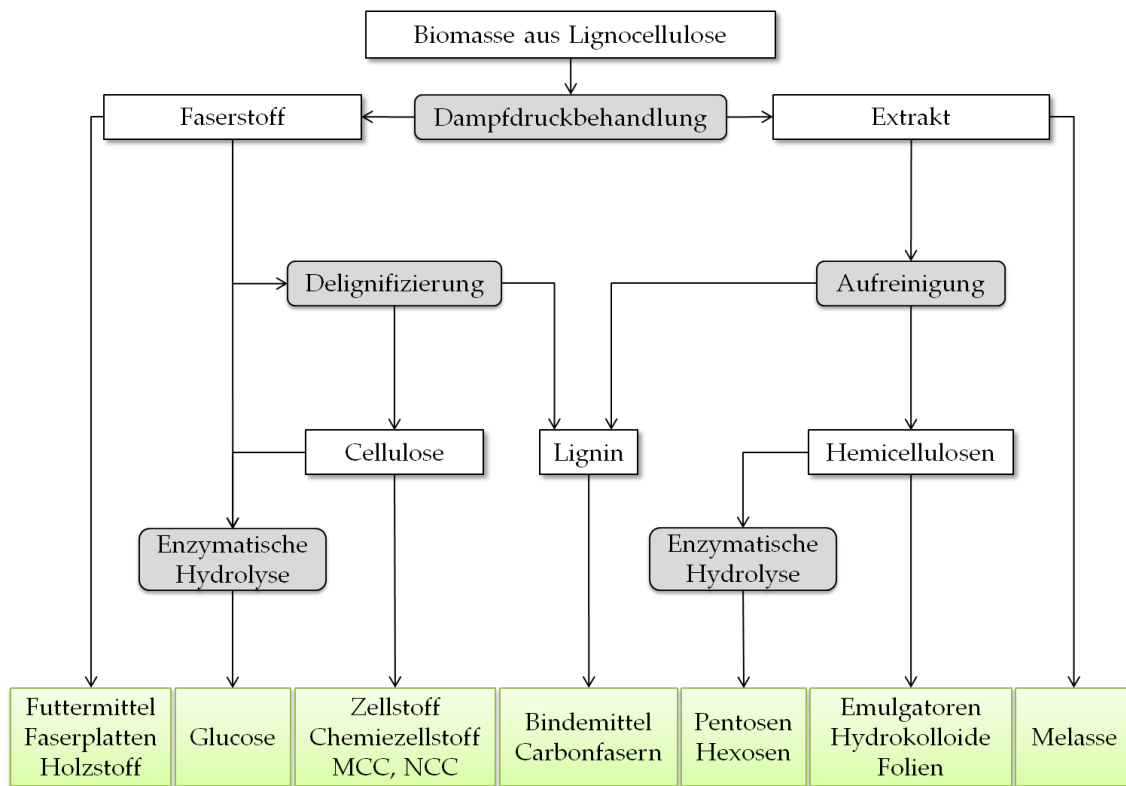 Biomasse aus Lignocellulose
Faserstoff
Dampfdruckbehandlung
Extrakt
Delignifizierung
Aufreinigung
Cellulose
Lignin
Hemicellulosen
Enzymatische
Hydrolyse
Enzymatische
Hydrolyse
Futtermittel
Faserplatten
Holzstoff
Glucose
Zellstoff
Chemiezellstoff
MCC, NCC
Bindemittel
Carbonfasern
Pentosen
Hexosen
Emulgatoren
Hydrokolloide
Folien
Melasse